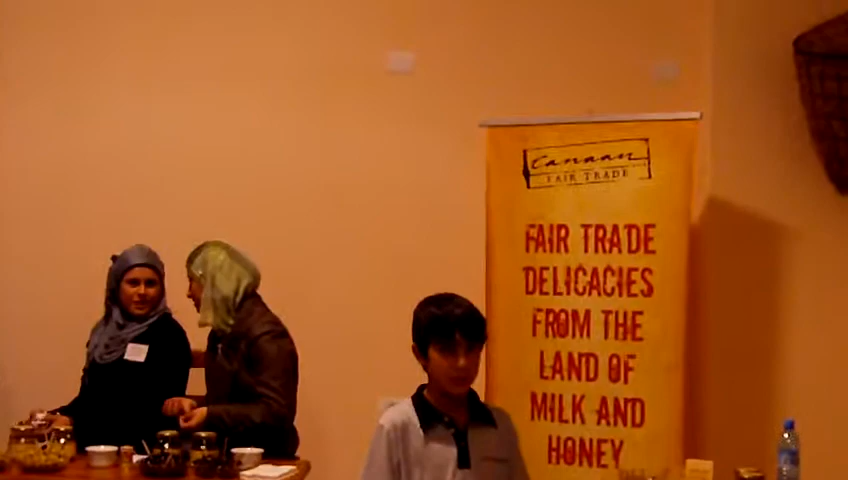 canaan
FAIR TRADE
FAIR TRADE
DELICACIES
FROM THE
LAND OF
MILK AND
HONEY